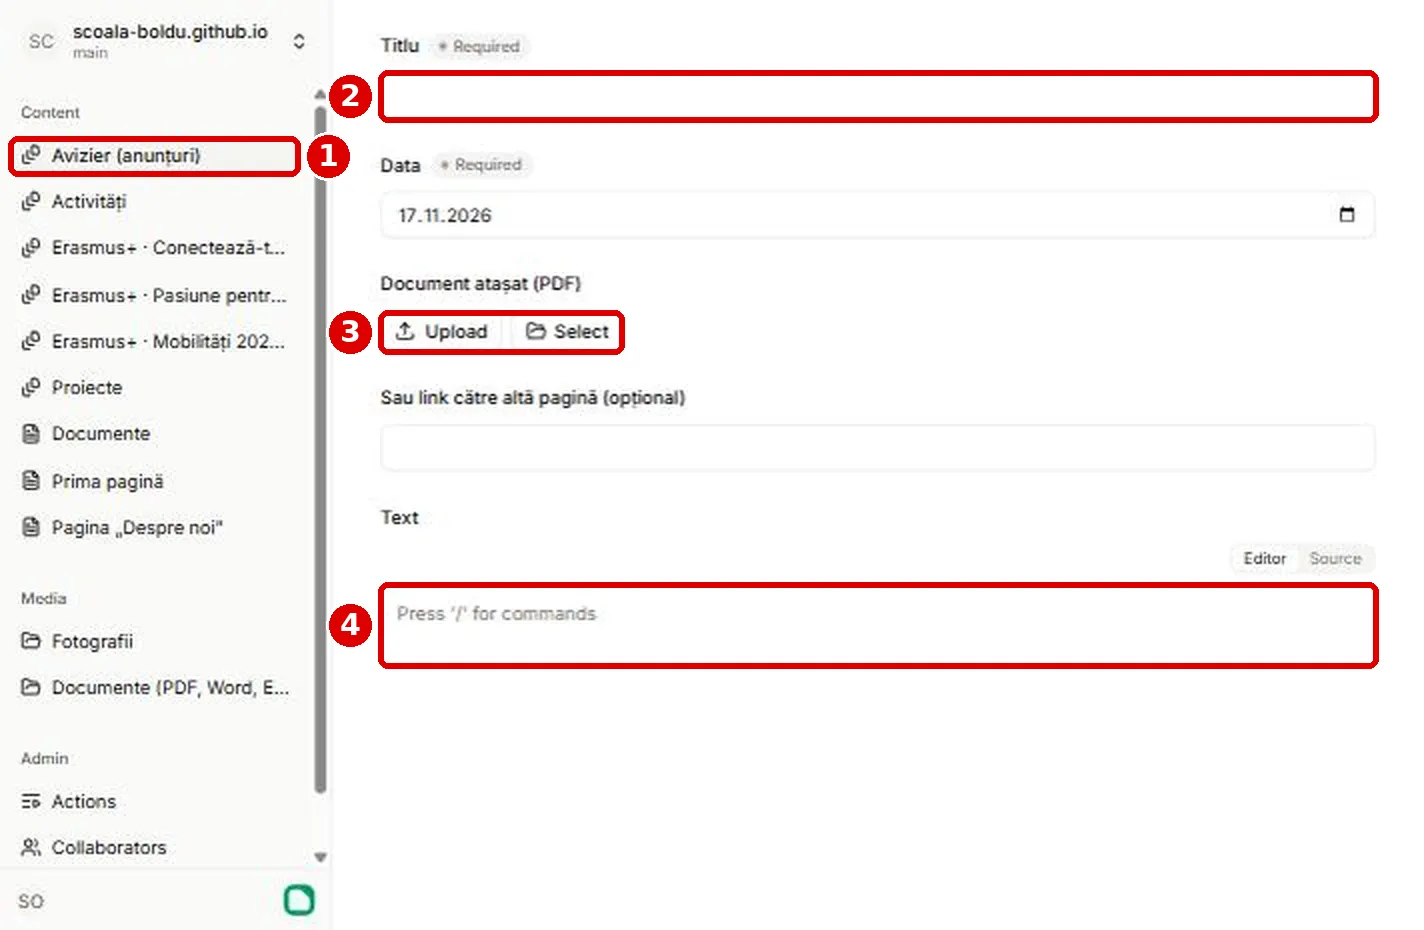 SC
scoala-boldu.github.io
main
Content
Avizier (anunțuri)
1
Activități
Erasmus+ · Conectează-t...
Erasmus+ · Pasiune pentr...
Erasmus+ · Mobilități 202...
Proiecte
Documente
Prima pagină
Pagina „Despre noi”
Media
Fotografii
Documente (PDF, Word, E...
Admin
Actions
Collaborators
SO
Titlu • Required
2
Data • Required
17.11.2026
Document atașat (PDF)
3 Upload Select
Sau link către altă pagină (opțional)
Text
Editor Source
4 Press '/' for commands